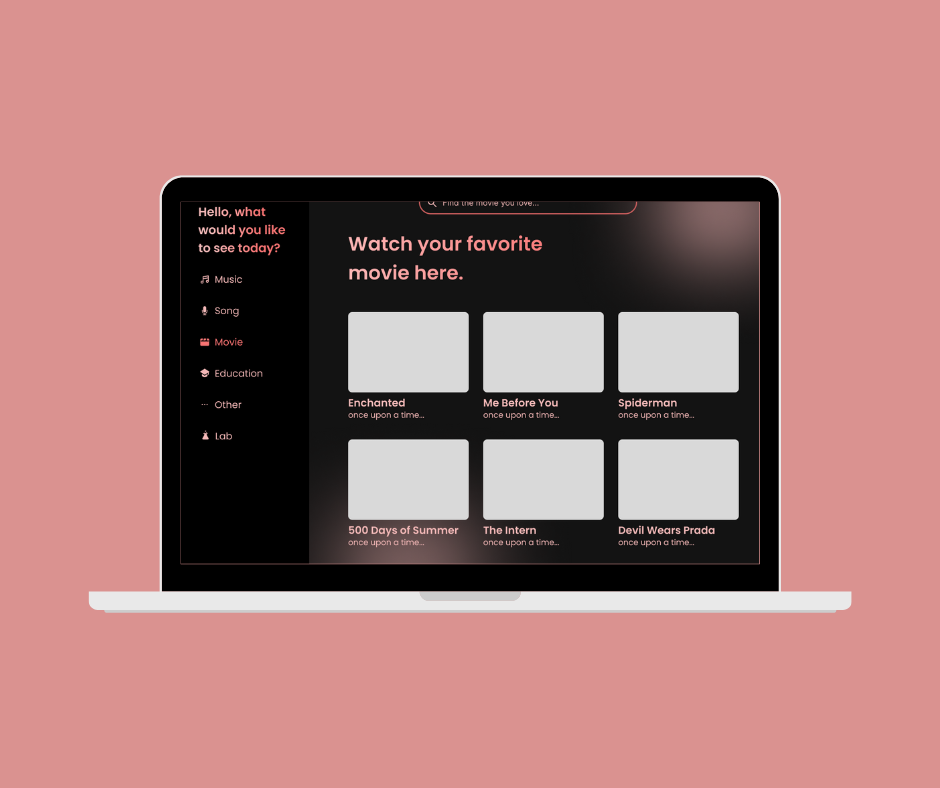 Hello, what
would you like
to see today?
Music
Song
Movie
Education
Other
Lab
Find the movie you love...
Watch your favorite
movie here.
Enchanted
once upon a time...
Me Before You
once upon a time...
Spiderman
once upon a time...
500 Days of Summer
once upon a time...
The Intern
once upon a time...
Devil Wears Prada
once upon a time...